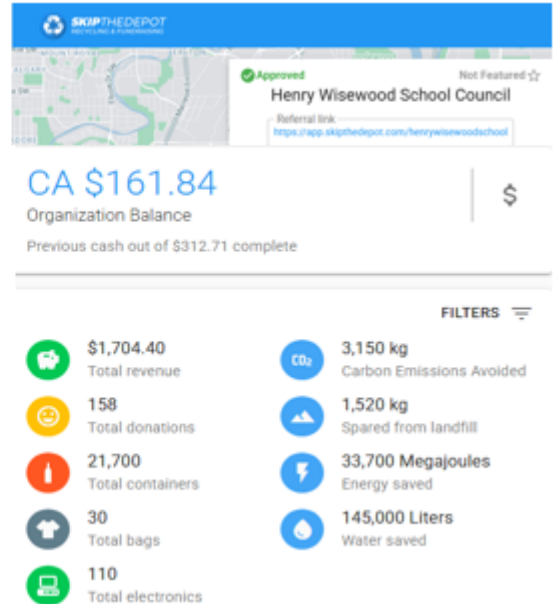 SKIPTHEDEPOT
RECYCLING & FUNDRAISING
Approved
Not Featured
Henry Wisewood School Council
Referral link
https://app.skipthedepot.com/henrywisewoodschool
CA $161.84
$
Organization Balance
Previous cash out of $312.71 complete
FILTERS
$1,704.40
Total revenue
158
Total donations
21,700
Total containers
30
Total bags
110
Total electronics
CO₂
3,150 kg
Carbon Emissions Avoided
1,520 kg
Spared from landfill
33,700 Megajoules
Energy saved
145,000 Liters
Water saved